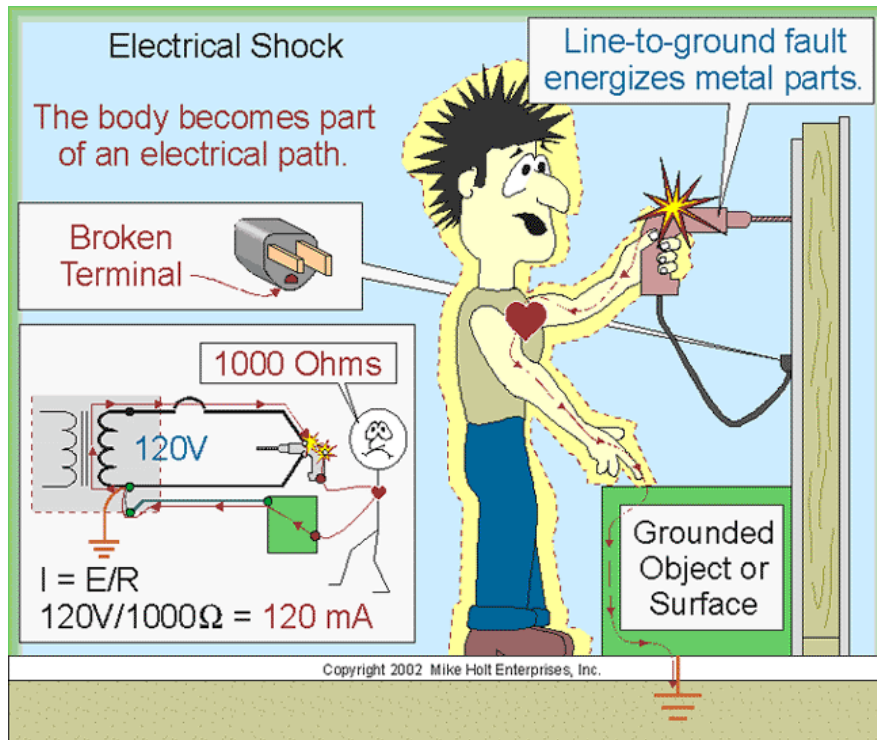 Electrical Shock
The body becomes part
of an electrical path.
Line-to-ground fault
energizes metal parts.
Broken
Terminal
1000 Ohms
120V
I = E/R
120V/1000Ω = 120 mA
Grounded
Object or
Surface
Copyright 2002 Mike Holt Enterprises, Inc.